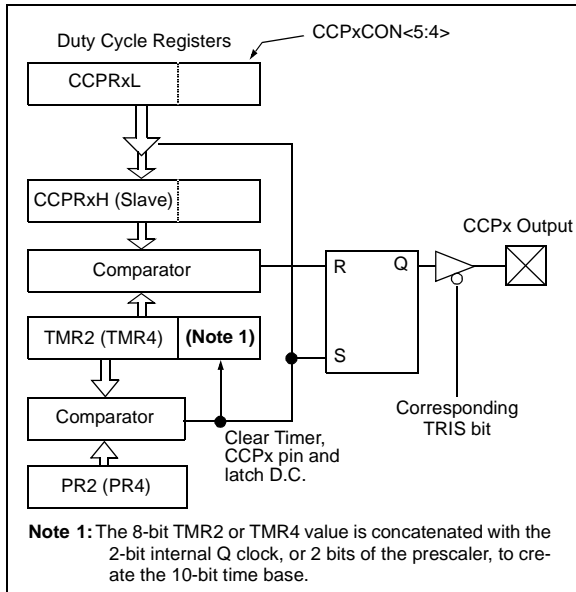 Duty Cycle Registers
CCPxCON<5:4>
CCPRxL
CCPRxH (Slave)
CCPx Output
Comparator
R
Q
TMR2 (TMR4)
(Note 1)
S
Comparator
Clear Timer,
CCPx pin and
latch D.C.
Corresponding
TRIS bit
PR2 (PR4)
Note 1: The 8-bit TMR2 or TMR4 value is concatenated with the
2-bit internal Q clock, or 2 bits of the prescaler, to cre-
ate the 10-bit time base.